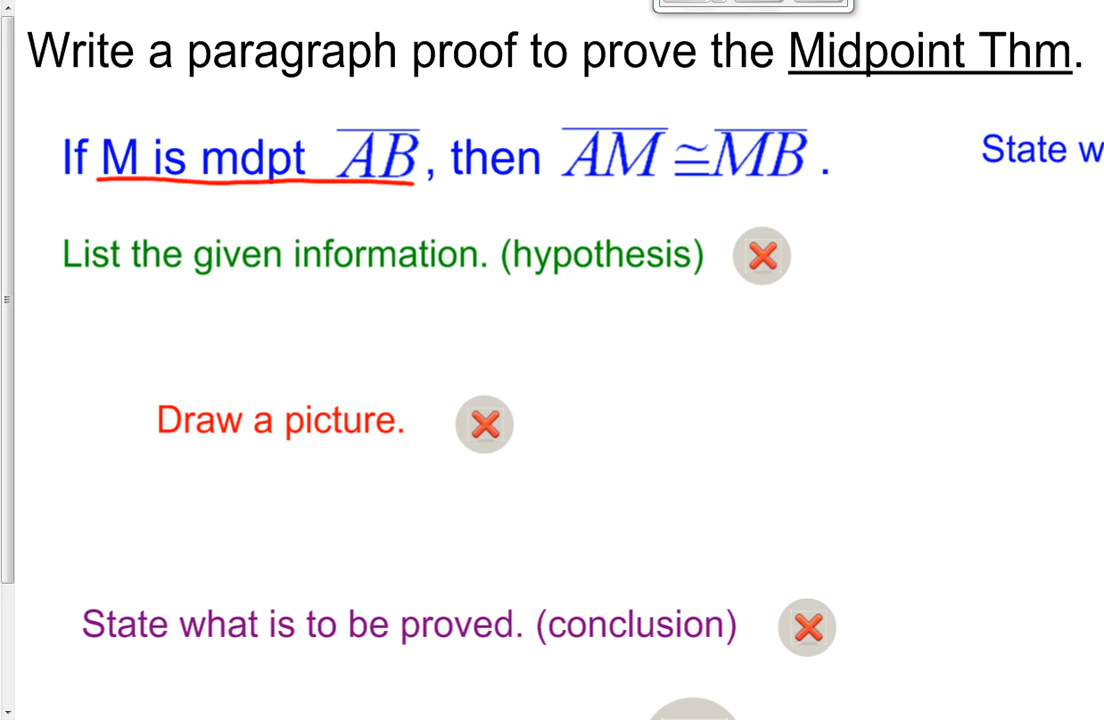 Write a paragraph proof to prove the Midpoint Thm.
If M is mdpt AB, then AM ≅ MB. State w
List the given information. (hypothesis)
Draw a picture.
State what is to be proved. (conclusion)